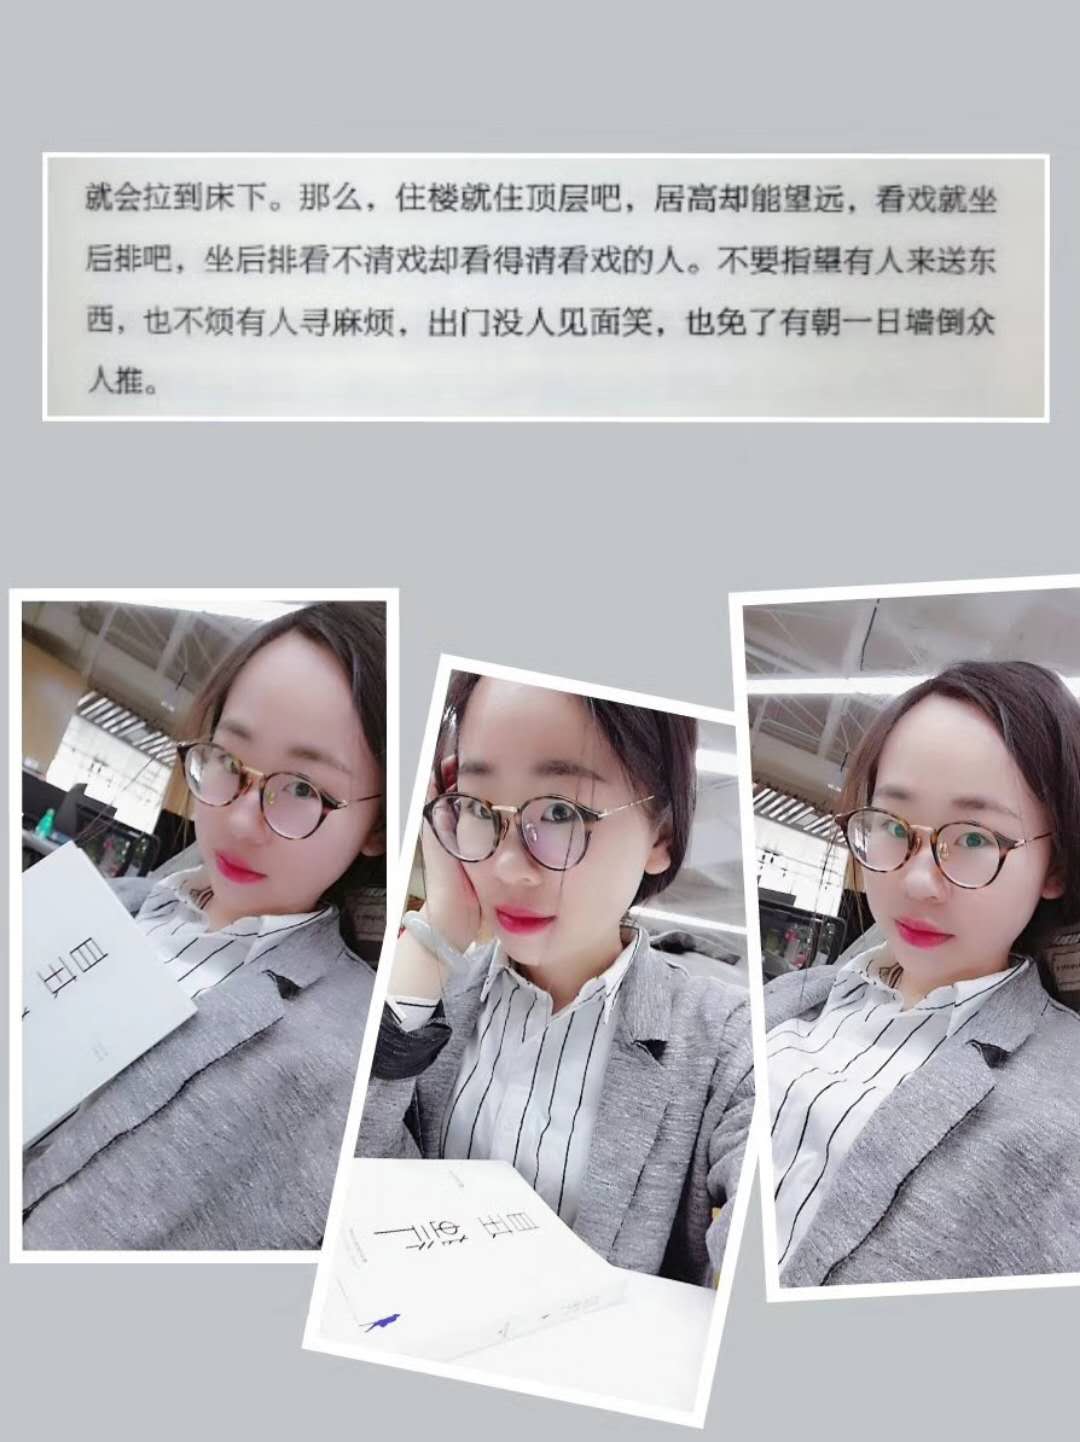 就会拉到床下。那么，住楼就住顶层吧，居高却能望远，看戏就坐
后排吧，坐后排看不清戏却看得清看戏的人。不要指望有人来送东
西，也不烦有人寻麻烦，出门没人见面笑，也免了有朝一日墙倒众
人推。
自在
自在